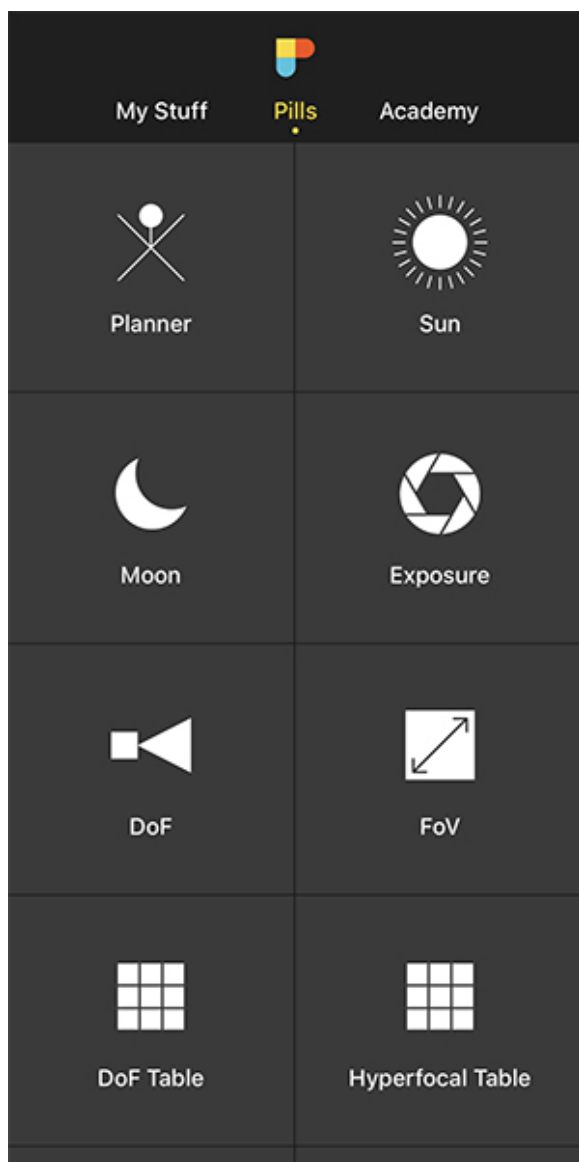 My Stuff Pills Academy
Planner Sun
Moon Exposure
DoF FoV
DoF Table Hyperfocal Table